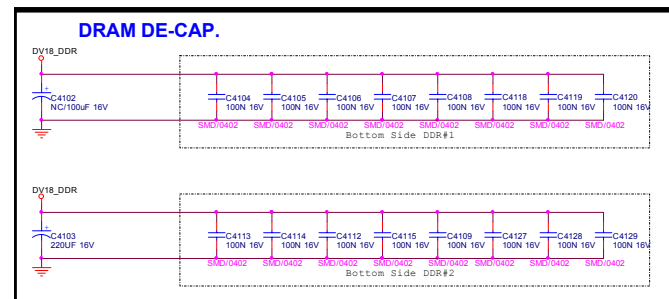 DRAM DE-CAP.
DV18_DDR
C4102
NC/100uF 16V
C4104
100N 16V
SMD/0402
C4105
100N 16V
SMD/0402
C4106
100N 16V
SMD/0402
C4107
100N 16V
SMD/0402
C4108
100N 16V
SMD/0402
C4118
100N 16V
SMD/0402
C4119
100N 16V
SMD/0402
C4120
100N 16V
SMD/0402
Bottom Side DDR#1
DV18_DDR
C4103
220UF 16V
C4113
100N 16V
SMD/0402
C4114
100N 16V
SMD/0402
C4112
100N 16V
SMD/0402
C4115
100N 16V
SMD/0402
C4109
100N 16V
SMD/0402
C4127
100N 16V
SMD/0402
C4128
100N 16V
SMD/0402
C4129
100N 16V
SMD/0402
Bottom Side DDR#2